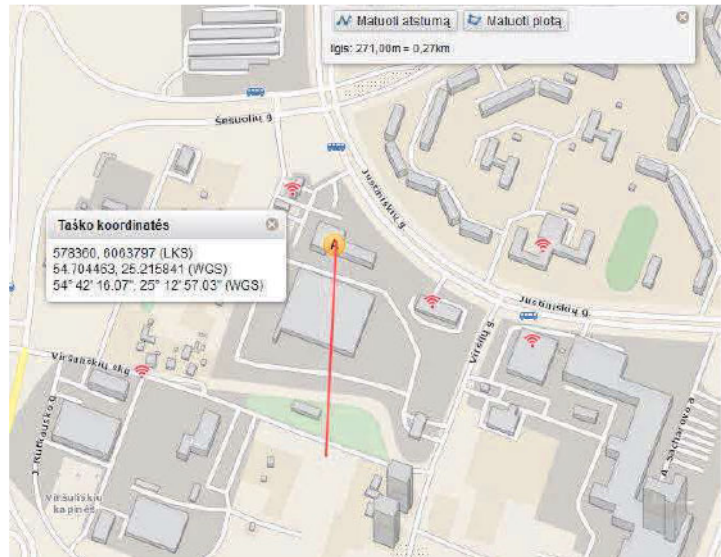 Matuoti atstumą
Matuoti plotą
Ilgis: 271,00m = 0,27km
Šešuolių g.
Justiniškių g.
Taško koordinatės
578360, 6063797 (LKS)
54.704463, 25.215841 (WGS)
54° 42' 16.07", 25° 12' 57.03" (WGS)
A
Justiniškių g.
Viršuliškių skg
J. Rutkausko g.
A. Sacharovo a
Viršuliškių
kapinės